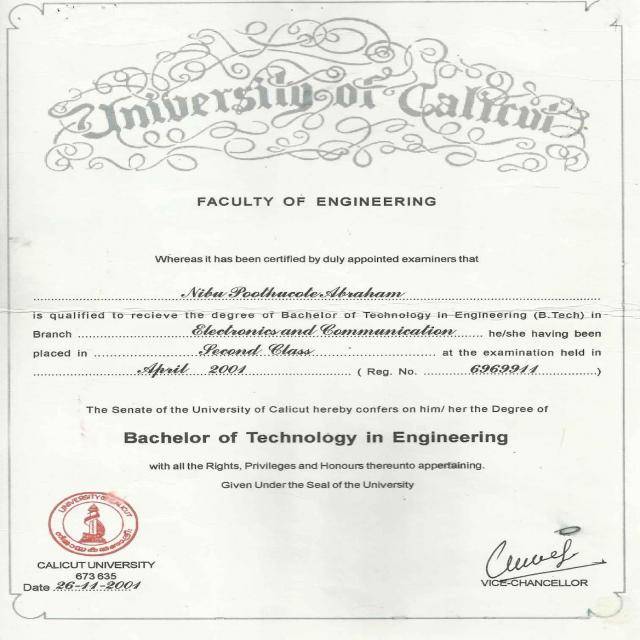 University of Calicut
FACULTY OF ENGINEERING
Whereas it has been certified by duly appointed examiners that
Nibu Poothucote Abraham
is qualified to recieve the degree of Bachelor of Technology in Engineering (B.Tech) in
Branch Electronics and Communication he/she having been
placed in Second Class at the examination held in
April 2001 ( Reg. No. 6969911 )
The Senate of the University of Calicut hereby confers on him/ her the Degree of
Bachelor of Technology in Engineering
with all the Rights, Privileges and Honours thereunto appertaining.
Given Under the Seal of the University
UNIVERSITY OF CALICUT
CALICUT UNIVERSITY
673 635
Date 26-11-2001
VICE-CHANCELLOR